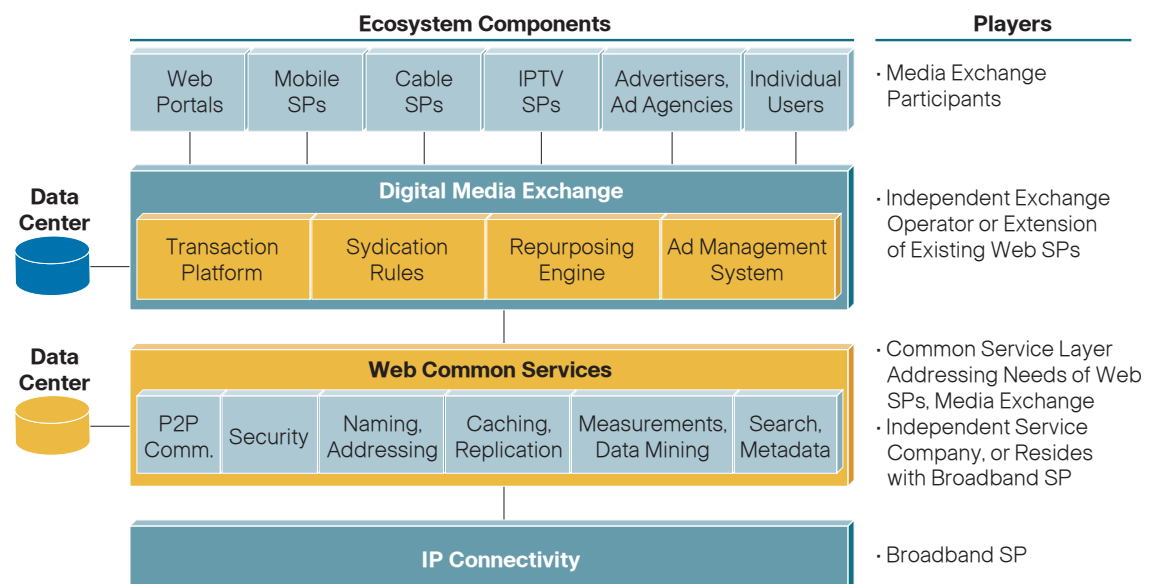 Ecosystem Components
Players
Web
Portals
Mobile
SPs
Cable
SPs
IPTV
SPs
Advertisers,
Ad Agencies
Individual
Users
· Media Exchange
Participants
Data
Center
Digital Media Exchange
Transaction
Platform
Sydication
Rules
Repurposing
Engine
Ad Management
System
· Independent Exchange
Operator or Extension
of Existing Web SPs
Data
Center
Web Common Services
P2P
Comm.
Security
Naming,
Addressing
Caching,
Replication
Measurements,
Data Mining
Search,
Metadata
· Common Service Layer
Addressing Needs of Web
SPs, Media Exchange
· Independent Service
Company, or Resides
with Broadband SP
IP Connectivity
· Broadband SP